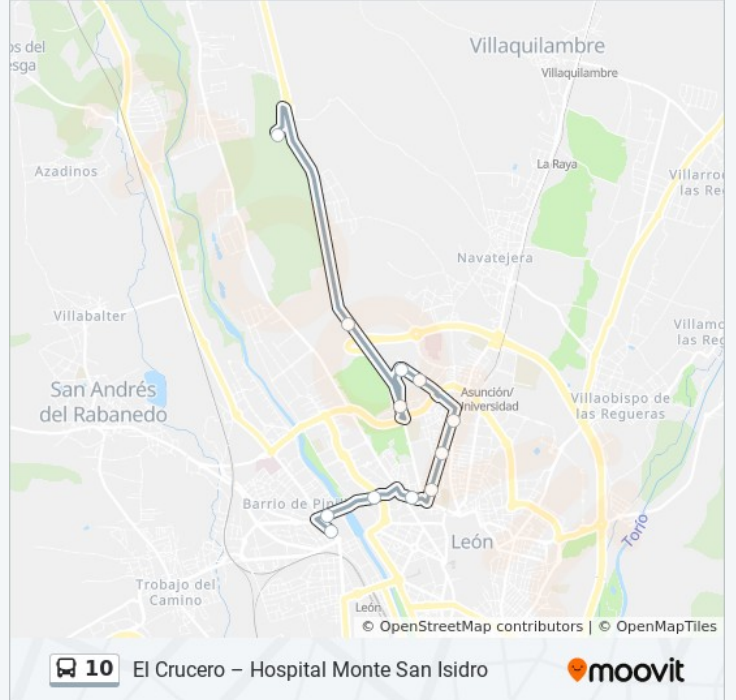 Villaquilambre
os del
esga
Villaquilambre
La Raya
Azadinos
Villarro
las Re
Navatejera
Villabalter
Villamo
las Reg
San Andrés
del Rabanedo
Asunción/
Universidad
Villaobispo de
las Regueras
Barrio de Pin
Torío
León
Trobajo del
Camino
León
© OpenStreetMap contributors | © OpenMapTiles
10 El Crucero – Hospital Monte San Isidro
moovit